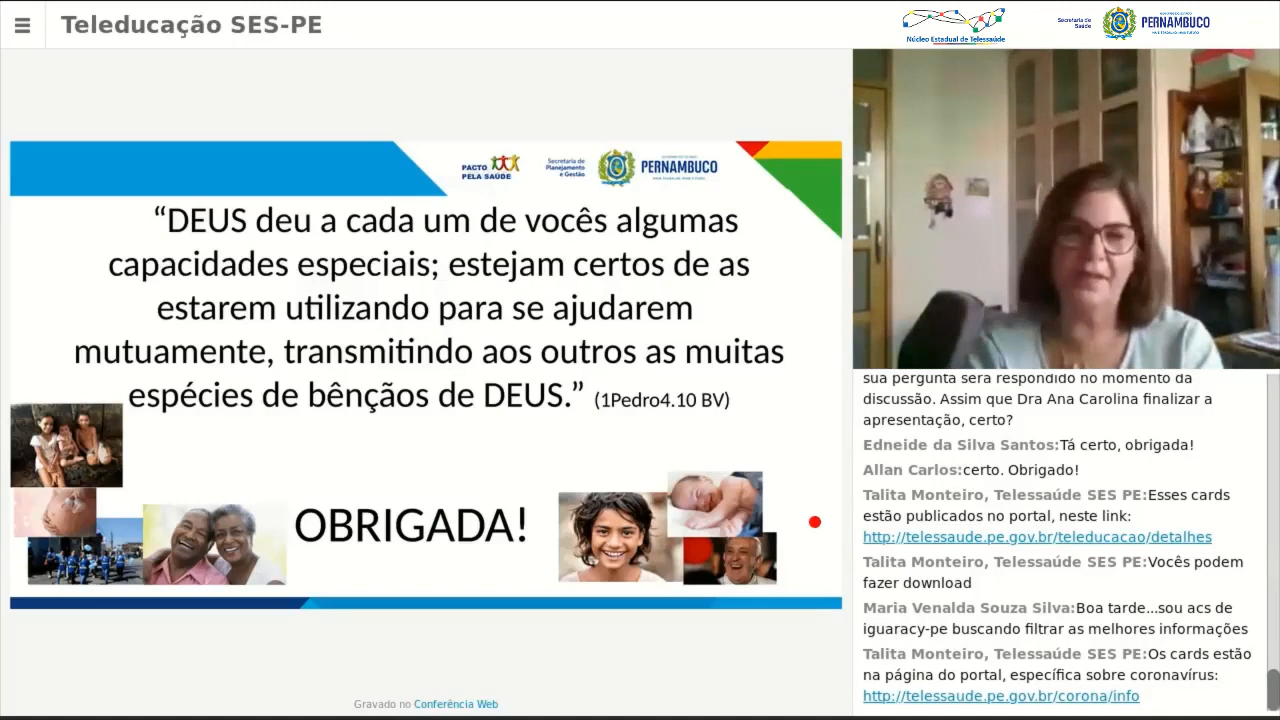 Teleducação SES-PE
Núcleo Estadual de Telessaúde
Secretaria de
Saúde
PERNAMBUCO
PACTO
PELA SAÚDE
Secretaria de
Planejamento
e Gestão
PERNAMBUCO
“DEUS deu a cada um de vocês algumas
capacidades especiais; estejam certos de as
estarem utilizando para se ajudarem
mutuamente, transmitindo aos outros as muitas
espécies de bênçãos de DEUS.” (1Pedro4.10 BV)
OBRIGADA!
Gravado no Conferência Web
sua pergunta será respondido no momento da
discussão. Assim que Dra Ana Carolina finalizar a
apresentação, certo?
Edneide da Silva Santos:Tá certo, obrigada!
Allan Carlos:certo. Obrigado!
Talita Monteiro, Telessaúde SES PE:Esses cards
estão publicados no portal, neste link:
http://telessaude.pe.gov.br/teleducacao/detalhes
Talita Monteiro, Telessaúde SES PE:Vocês podem
fazer download
Maria Venalda Souza Silva:Boa tarde...sou acs de
iguaracy-pe buscando filtrar as melhores informações
Talita Monteiro, Telessaúde SES PE:Os cards estão
na página do portal, específica sobre coronavírus:
http://telessaude.pe.gov.br/corona/info